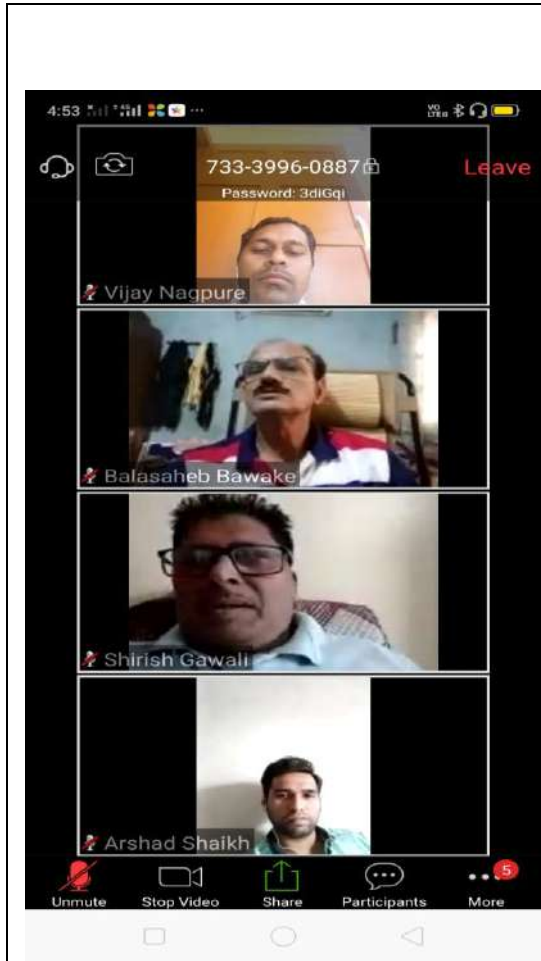 4:53
733-3996-0887 Leave
Password: 3diGqi
Vijay Nagpure
Balasaheb Bawake
Shirish Gawali
Arshad Shaikh
5
Unmute Stop Video Share Participants More